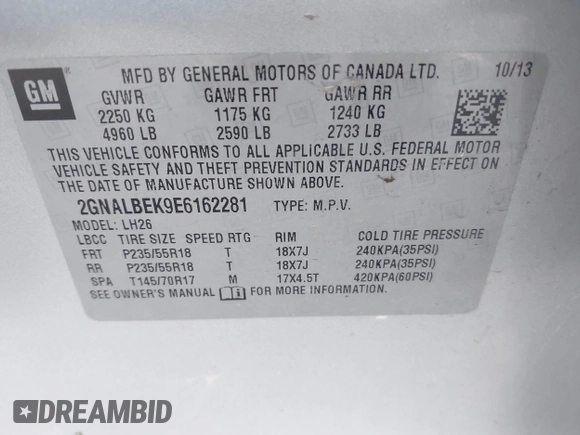 GM
MFD BY GENERAL MOTORS OF CANADA LTD. 10/13
GVWR GAWR FRT GAWR RR
2250 KG 1175 KG 1240 KG
4960 LB 2590 LB 2733 LB
THIS VEHICLE CONFORMS TO ALL APPLICABLE U.S. FEDERAL MOTOR
VEHICLE SAFETY AND THEFT PREVENTION STANDARDS IN EFFECT ON
THE DATE OF MANUFACTURE SHOWN ABOVE.
2GNALBEK9E6162281 TYPE: M.P.V.
MODEL: LH26
LBCC TIRE SIZE SPEED RTG RIM COLD TIRE PRESSURE
FRT P235/55R18 T 18X7J 240KPA(35PSI)
RR P235/55R18 T 18X7J 240KPA(35PSI)
SPA T145/70R17 M 17X4.5T 420KPA(60PSI)
SEE OWNER'S MANUAL FOR MORE INFORMATION.
DREAMBID